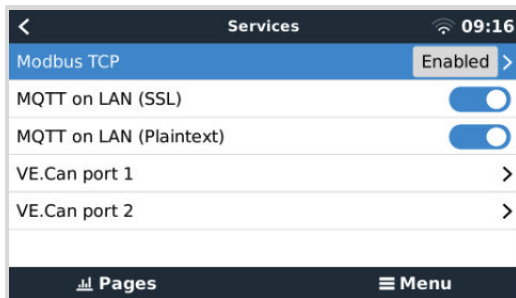 Services 09:16
Modbus TCP Enabled
MQTT on LAN (SSL)
MQTT on LAN (Plaintext)
VE.Can port 1
VE.Can port 2
Pages Menu